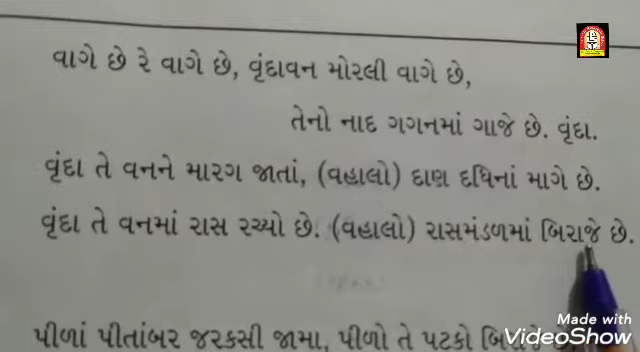 વાગે છે રે વાગે છે, વૃંદાવન મોરલી વાગે છે,
તેનો નાદ ગગનમાં ગાજે છે. વૃંદા.
વૃંદા તે વનને મારગ જાતાં, (વહાલો) દાણ દધિનાં માગે છે.
વૃંદા તે વનમાં રાસ રચ્યો છે. (વહાલો) રાસમંડળમાં બિરાજે છે.
પીળાં પીતાંબર જરકસી જામા, પીળો તે પટકો
Made with
VideoShow